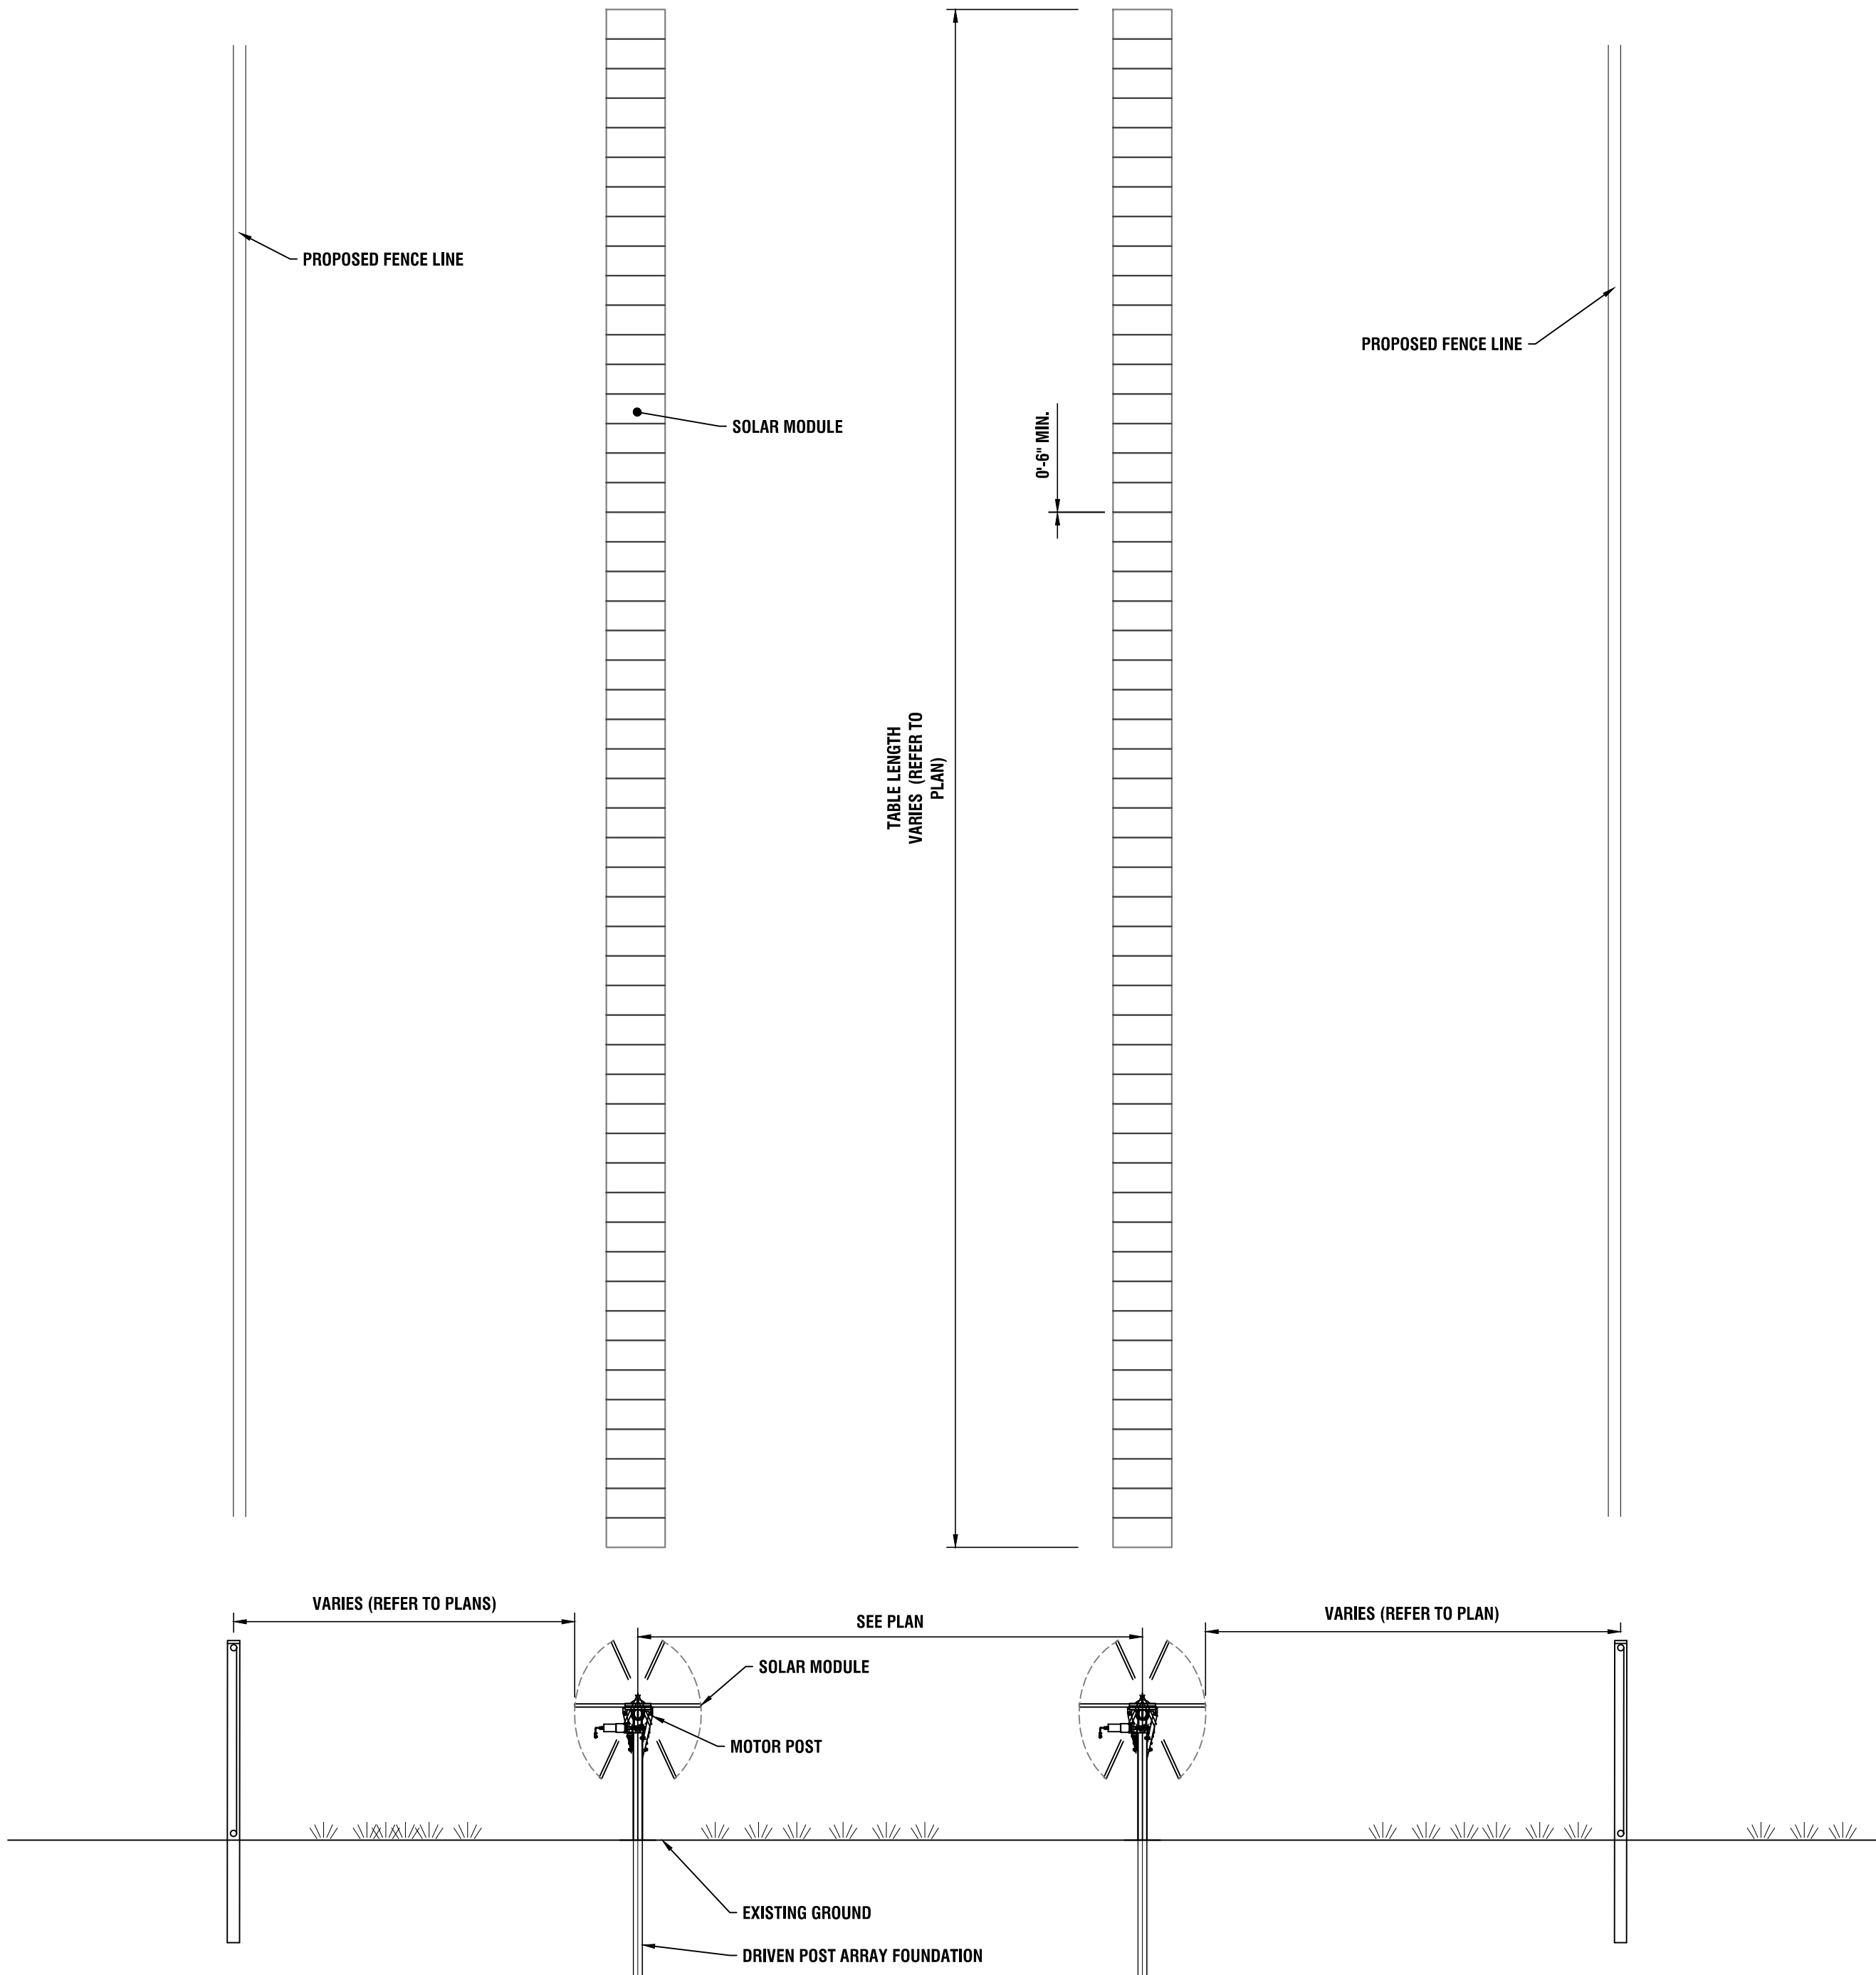 PROPOSED FENCE LINE
PROPOSED FENCE LINE
SOLAR MODULE
0'-6" MIN.
TABLE LENGTH
VARIES (REFER TO
PLAN)
VARIES (REFER TO PLANS)
SEE PLAN
VARIES (REFER TO PLAN)
SOLAR MODULE
MOTOR POST
EXISTING GROUND
DRIVEN POST ARRAY FOUNDATION